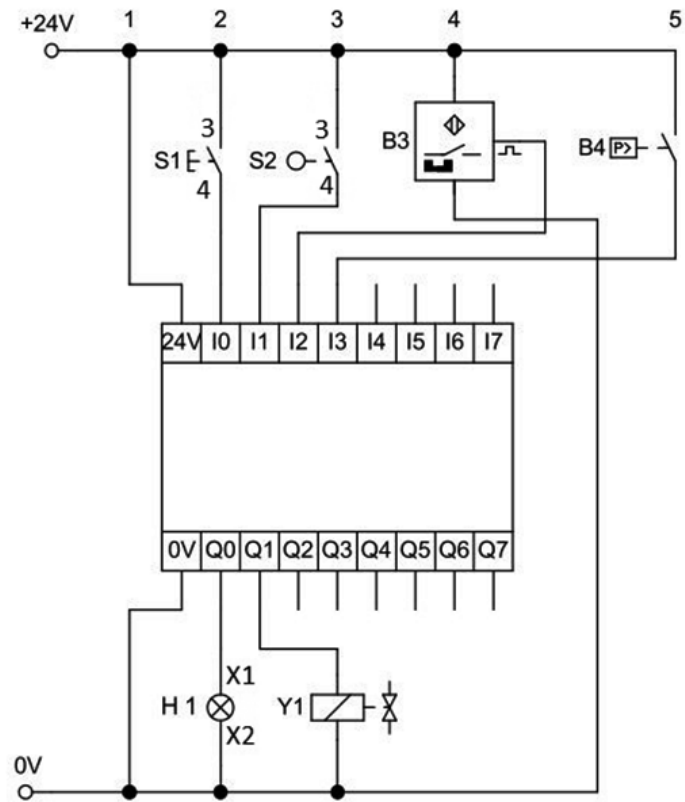 +24V 1 2 3 4 5
3 3
S1 S2 B3 B4 P>
4 4
24V I0 I1 I2 I3 I4 I5 I6 I7
0V Q0 Q1 Q2 Q3 Q4 Q5 Q6 Q7
X1
H 1 Y1
X2
0V